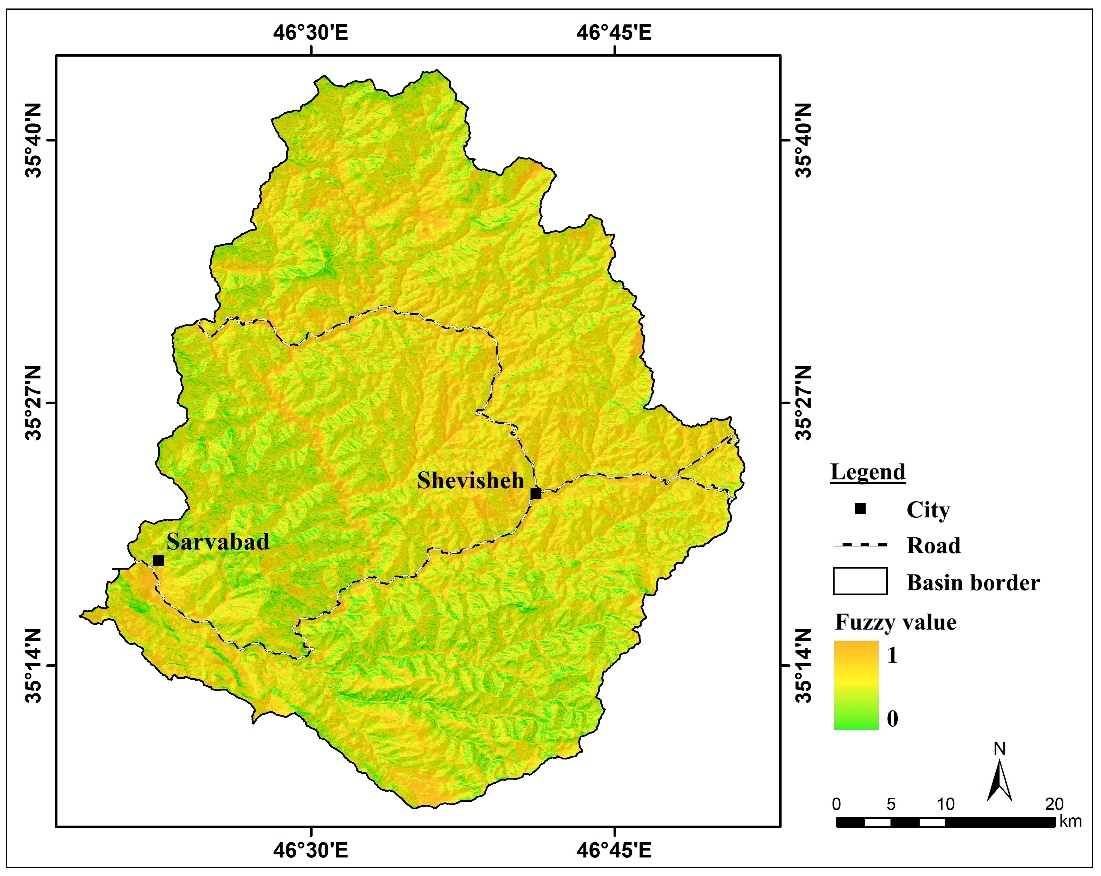 46°30'E
46°45'E
35°40'N
35°40'N
35°27'N
35°27'N
Shevisheh
Sarvabad
35°14'N
35°14'N
46°30'E
46°45'E
Legend
City
Road
Basin border
Fuzzy value
1
0
N
0 5 10 20
km